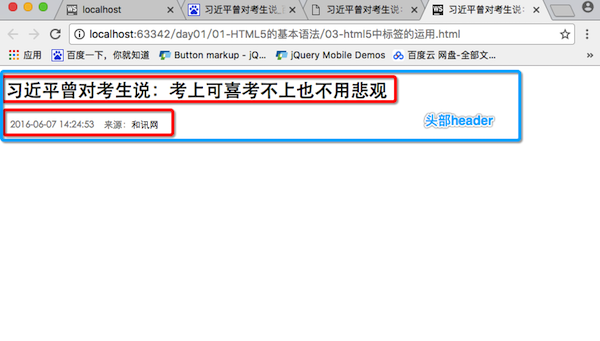 localhost
习近平曾对考生说_
习近平曾对考生说:
习近平曾对考生说:
localhost:63342/day01/01-HTML5的基本语法/03-html5中标签的运用.html
应用
百度一下，你就知道
Button markup - jQ...
jQuery Mobile Demos
百度云 网盘-全部文...
习近平曾对考生说：考上可喜考不上也不用悲观
2016-06-07 14:24:53 来源：和讯网
头部header